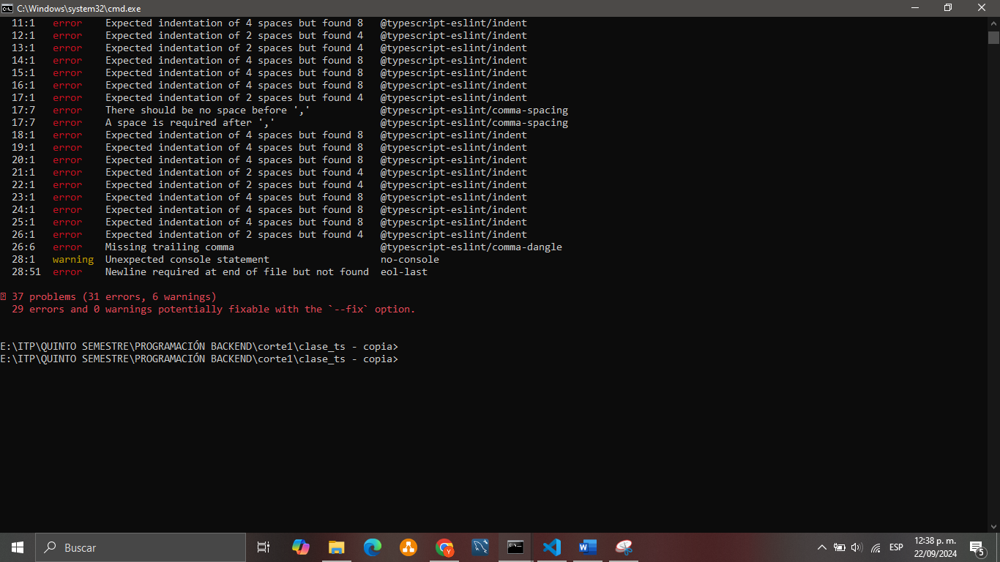 C:\Windows\system32\cmd.exe
11:1 error Expected indentation of 4 spaces but found 8 @typescript-eslint/indent
12:1 error Expected indentation of 2 spaces but found 4 @typescript-eslint/indent
13:1 error Expected indentation of 2 spaces but found 4 @typescript-eslint/indent
14:1 error Expected indentation of 4 spaces but found 8 @typescript-eslint/indent
15:1 error Expected indentation of 4 spaces but found 8 @typescript-eslint/indent
16:1 error Expected indentation of 4 spaces but found 8 @typescript-eslint/indent
17:1 error Expected indentation of 2 spaces but found 4 @typescript-eslint/indent
17:7 error There should be no space before ',' @typescript-eslint/comma-spacing
17:7 error A space is required after ',' @typescript-eslint/comma-spacing
18:1 error Expected indentation of 4 spaces but found 8 @typescript-eslint/indent
19:1 error Expected indentation of 4 spaces but found 8 @typescript-eslint/indent
20:1 error Expected indentation of 4 spaces but found 8 @typescript-eslint/indent
21:1 error Expected indentation of 2 spaces but found 4 @typescript-eslint/indent
22:1 error Expected indentation of 2 spaces but found 4 @typescript-eslint/indent
23:1 error Expected indentation of 4 spaces but found 8 @typescript-eslint/indent
24:1 error Expected indentation of 4 spaces but found 8 @typescript-eslint/indent
25:1 error Expected indentation of 4 spaces but found 8 @typescript-eslint/indent
26:1 error Expected indentation of 2 spaces but found 4 @typescript-eslint/indent
26:6 error Missing trailing comma @typescript-eslint/comma-dangle
28:1 warning Unexpected console statement no-console
28:51 error Newline required at end of file but not found eol-last
37 problems (31 errors, 6 warnings)
29 errors and 0 warnings potentially fixable with the `--fix` option.
E:\ITP\QUINTO SEMESTRE\PROGRAMACIÓN BACKEND\corte1\clase_ts - copia>
E:\ITP\QUINTO SEMESTRE\PROGRAMACIÓN BACKEND\corte1\clase_ts - copia>
Buscar
ESP
12:38 p. m.
22/09/2024
5